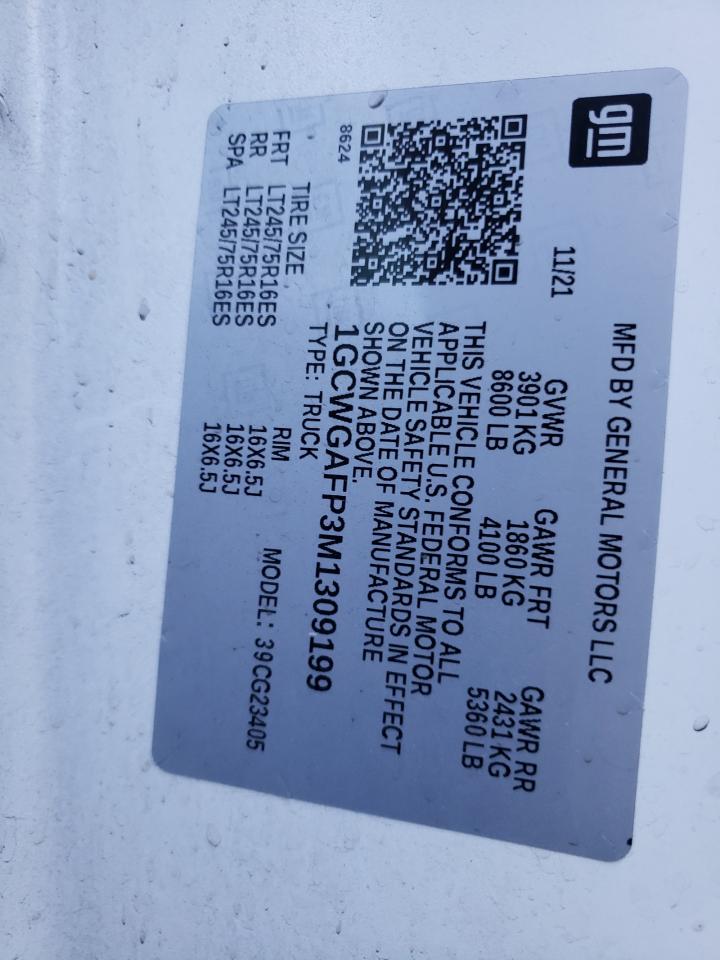 gm
MFD BY GENERAL MOTORS LLC
11/21
GVWR GAWR FRT GAWR RR
3901 KG 1860 KG 2431 KG
8600 LB 4100 LB 5360 LB
THIS VEHICLE CONFORMS TO ALL
APPLICABLE U.S. FEDERAL MOTOR
VEHICLE SAFETY STANDARDS IN EFFECT
ON THE DATE OF MANUFACTURE
SHOWN ABOVE.
8624
1GCWGAFP3M1309199
TYPE: TRUCK
TIRE SIZE RIM MODEL: 39CG23405
FRT LT245/75R16ES 16X6.5J
RR LT245/75R16ES 16X6.5J
SPA LT245/75R16ES 16X6.5J